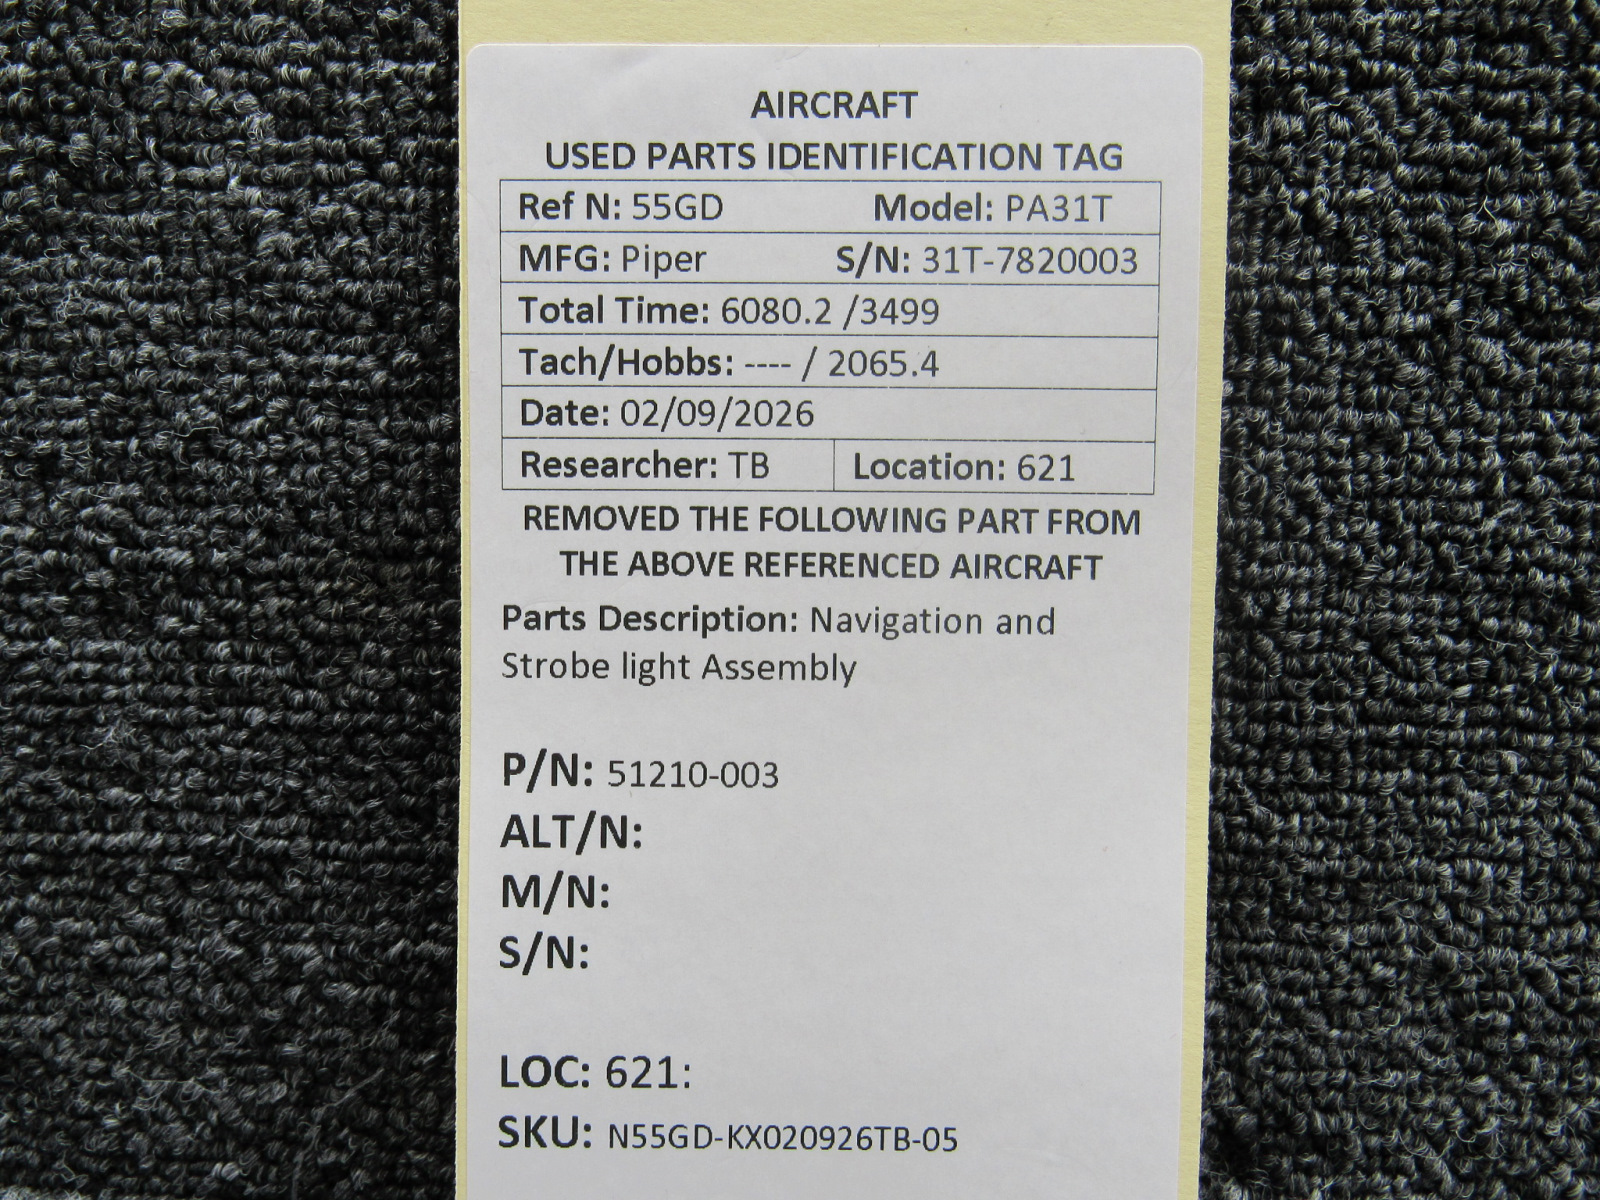 AIRCRAFT
USED PARTS IDENTIFICATION TAG
Ref N: 55GD Model: PA31T
MFG: Piper S/N: 31T-7820003
Total Time: 6080.2 /3499
Tach/Hobbs: ---- / 2065.4
Date: 02/09/2026
Researcher: TB Location: 621
REMOVED THE FOLLOWING PART FROM
THE ABOVE REFERENCED AIRCRAFT
Parts Description: Navigation and
Strobe light Assembly
P/N: 51210-003
ALT/N:
M/N:
S/N:
LOC: 621:
SKU: N55GD-KX020926TB-05